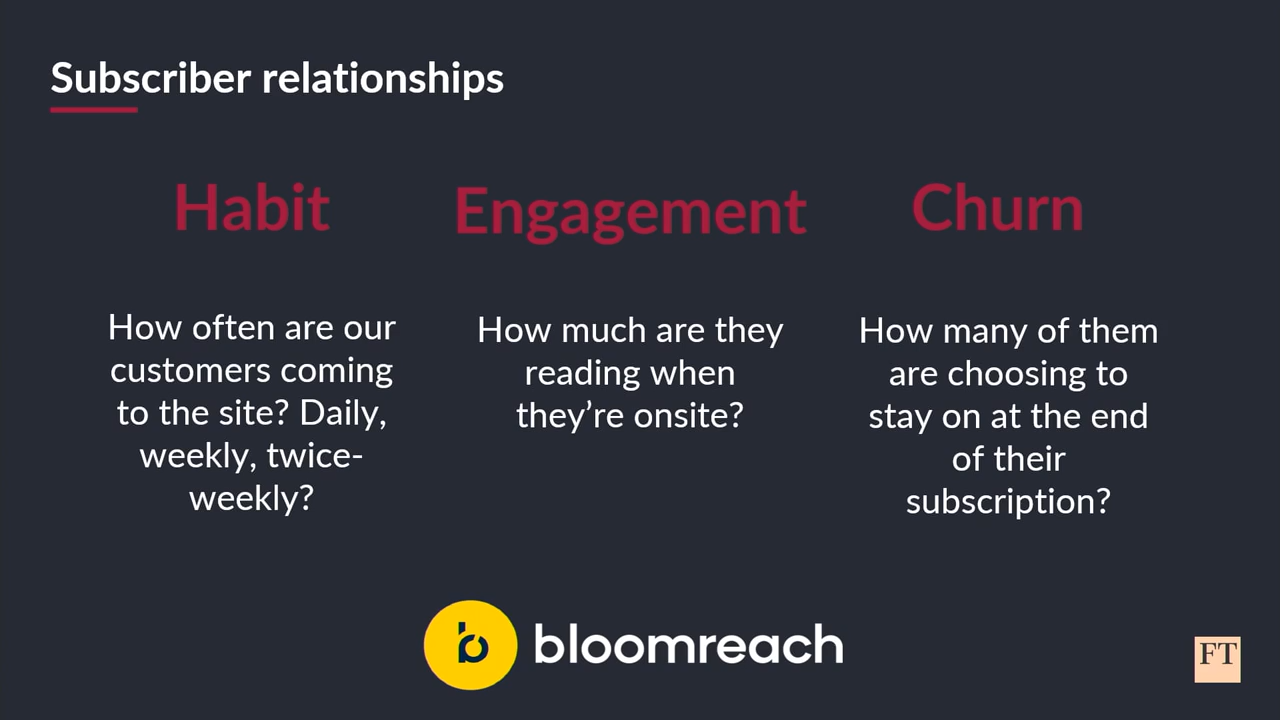 Subscriber relationships
Habit
How often are our
customers coming
to the site? Daily,
weekly, twice-
weekly?
Engagement
How much are they
reading when
they’re onsite?
Churn
How many of them
are choosing to
stay on at the end
of their
subscription?
b bloomreach
FT